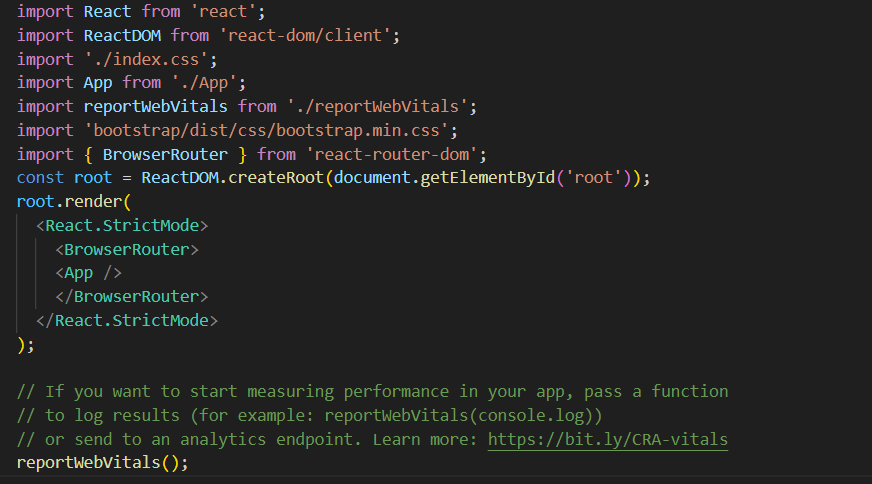 import React from 'react';
import ReactDOM from 'react-dom/client';
import './index.css';
import App from './App';
import reportWebVitals from './reportWebVitals';
import 'bootstrap/dist/css/bootstrap.min.css';
import { BrowserRouter } from 'react-router-dom';
const root = ReactDOM.createRoot(document.getElementById('root'));
root.render(
  <React.StrictMode>
    <BrowserRouter>
    <App />
    </BrowserRouter>
  </React.StrictMode>
);

// If you want to start measuring performance in your app, pass a function
// to log results (for example: reportWebVitals(console.log))
// or send to an analytics endpoint. Learn more: https://bit.ly/CRA-vitals
reportWebVitals();